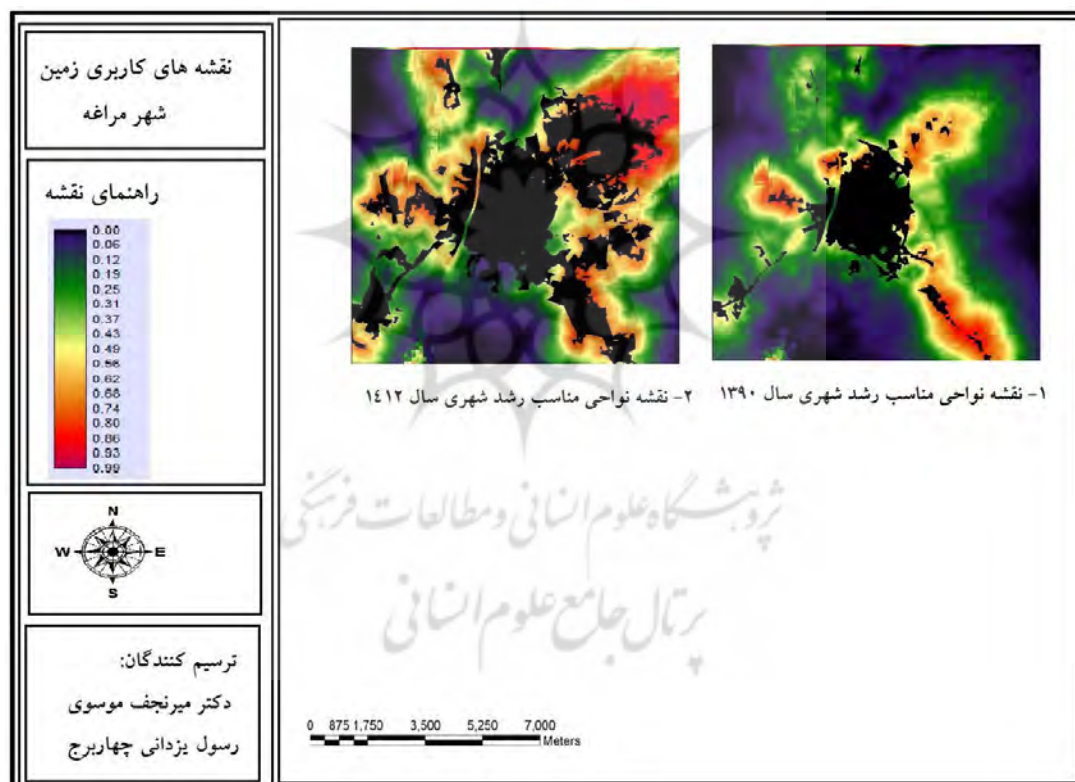 نقشه های کاربری زمین
شهر مراغه
راهنمای نقشه
0.00
0.06
0.12
0.19
0.25
0.31
0.37
0.43
0.49
0.56
0.62
0.68
0.74
0.80
0.86
0.93
0.99
N
W E
S
ترسیم کنندگان:
دکتر میرنجف موسوی
رسول یزدانی چهاربرج
۱- نقشه نواحی مناسب رشد شهری سال ۱۳۹۰
۲- نقشه نواحی مناسب رشد شهری سال ۱٤۱۲
پژوهشگاه علوم انسانی و مطالعات فرهنگی
پرتال جامع علوم انسانی
0 875 1,750 3,500 5,250 7,000
Meters